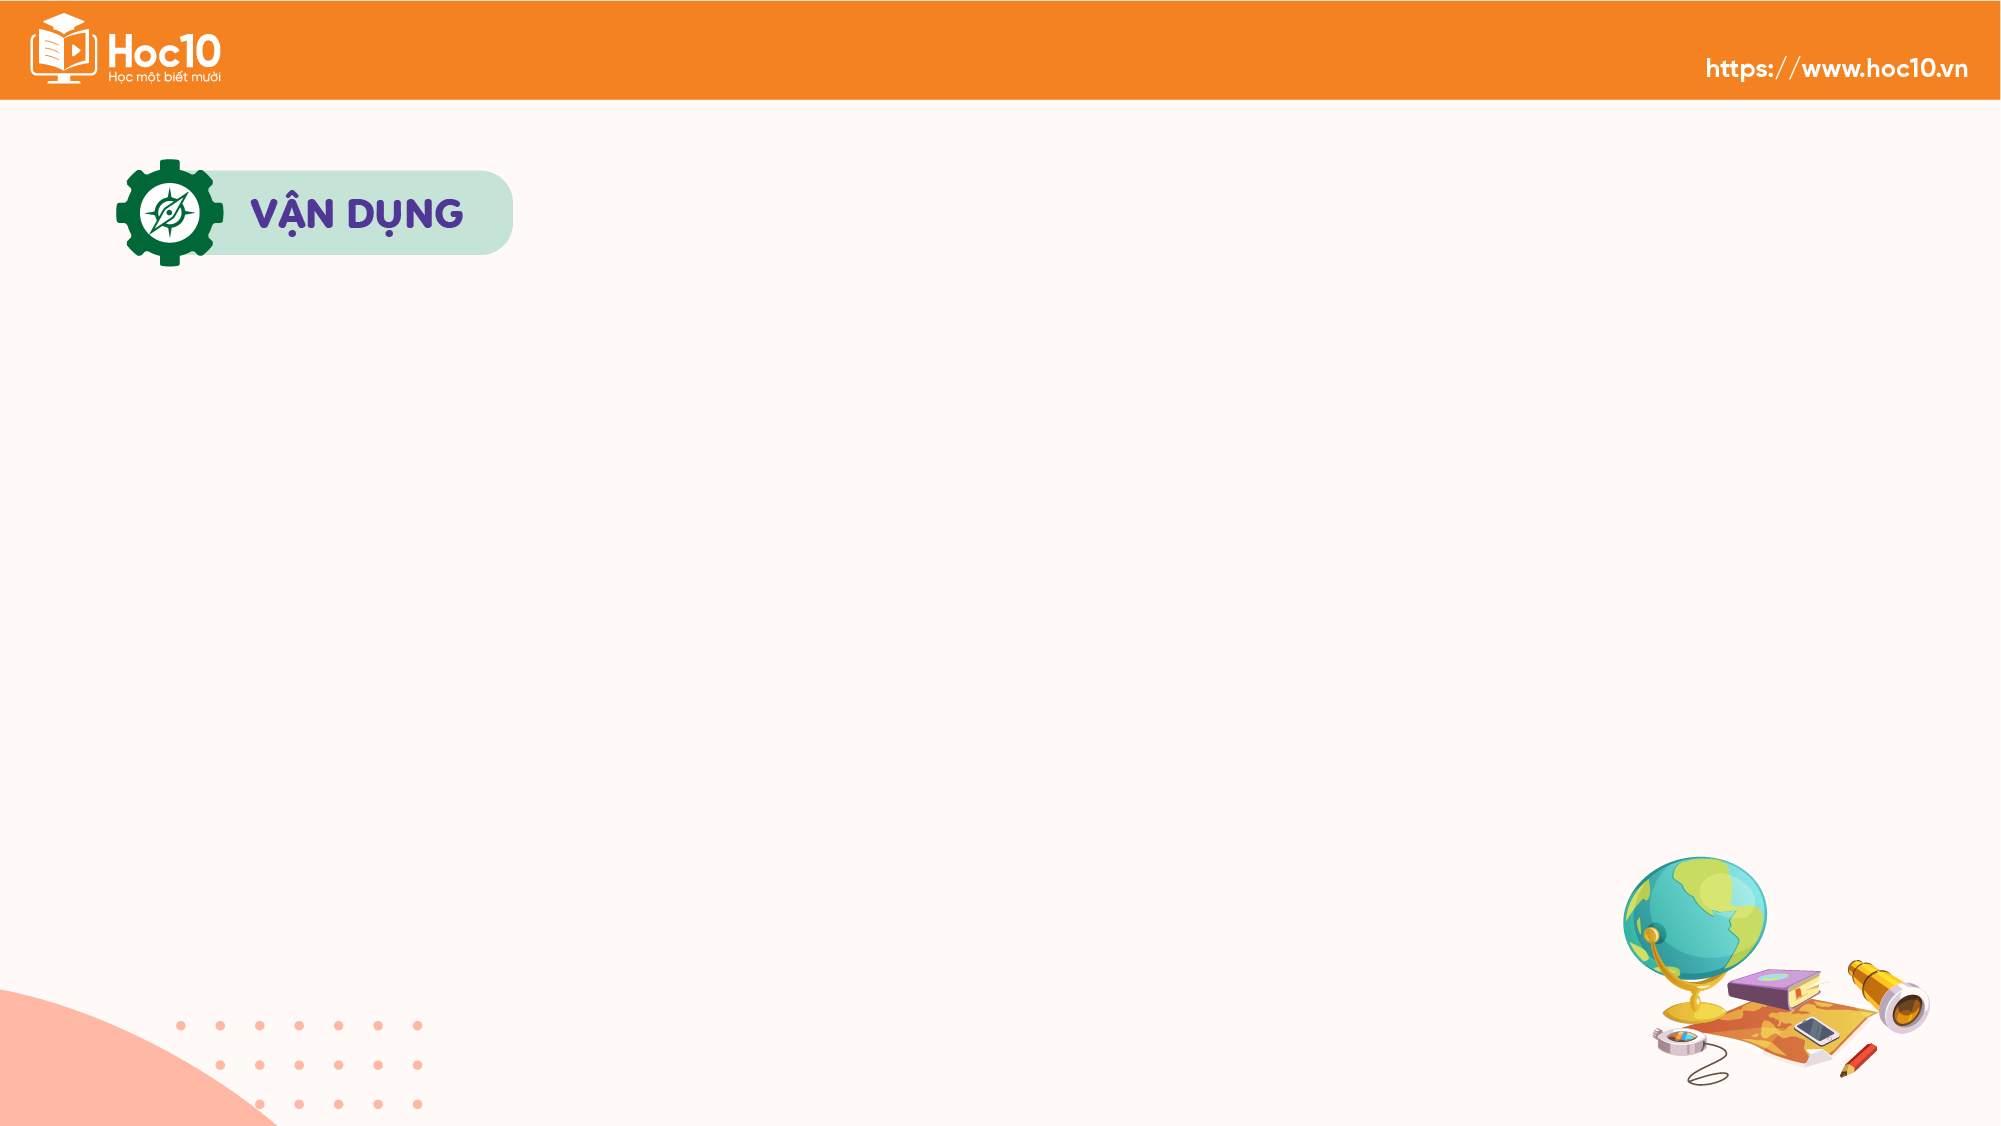 Hoc10
Học một biết mười
https://www.hoc10.vn
VẬN DỤNG